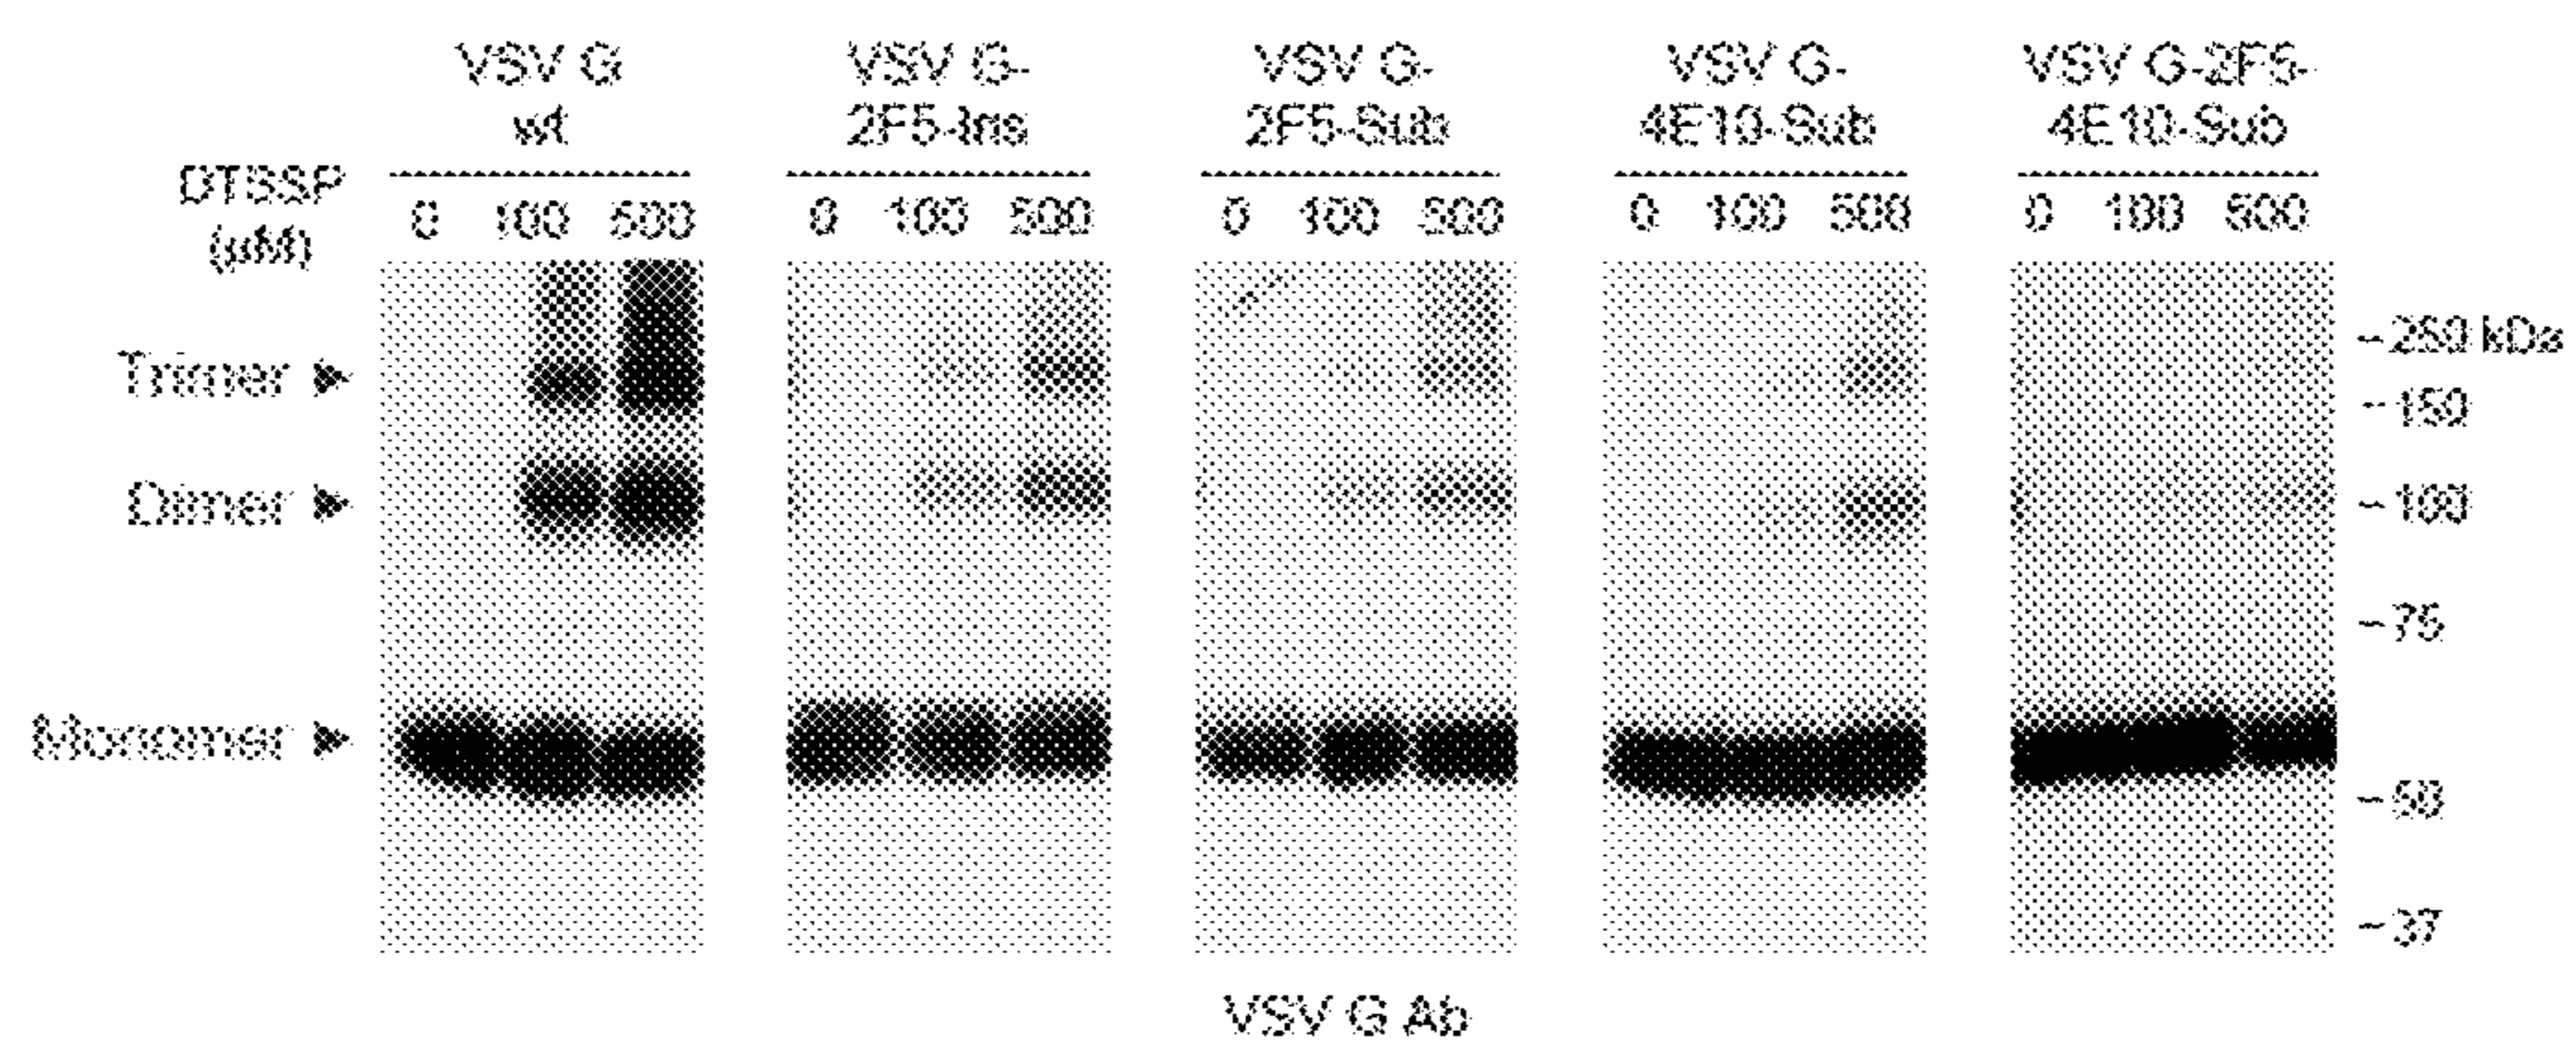 VSV G
wt
VSV G-
2F5-Ins
VSV G-
2F5-Sub
VSV G-
4E10-Sub
VSV G-2F5-
4E10-Sub
DTSSP
(µM)
0 100 500
0 100 500
0 100 500
0 100 500
0 100 500
Trimer
Dimer
Monomer
250 kDa
150
100
75
50
37
VSV G Ab